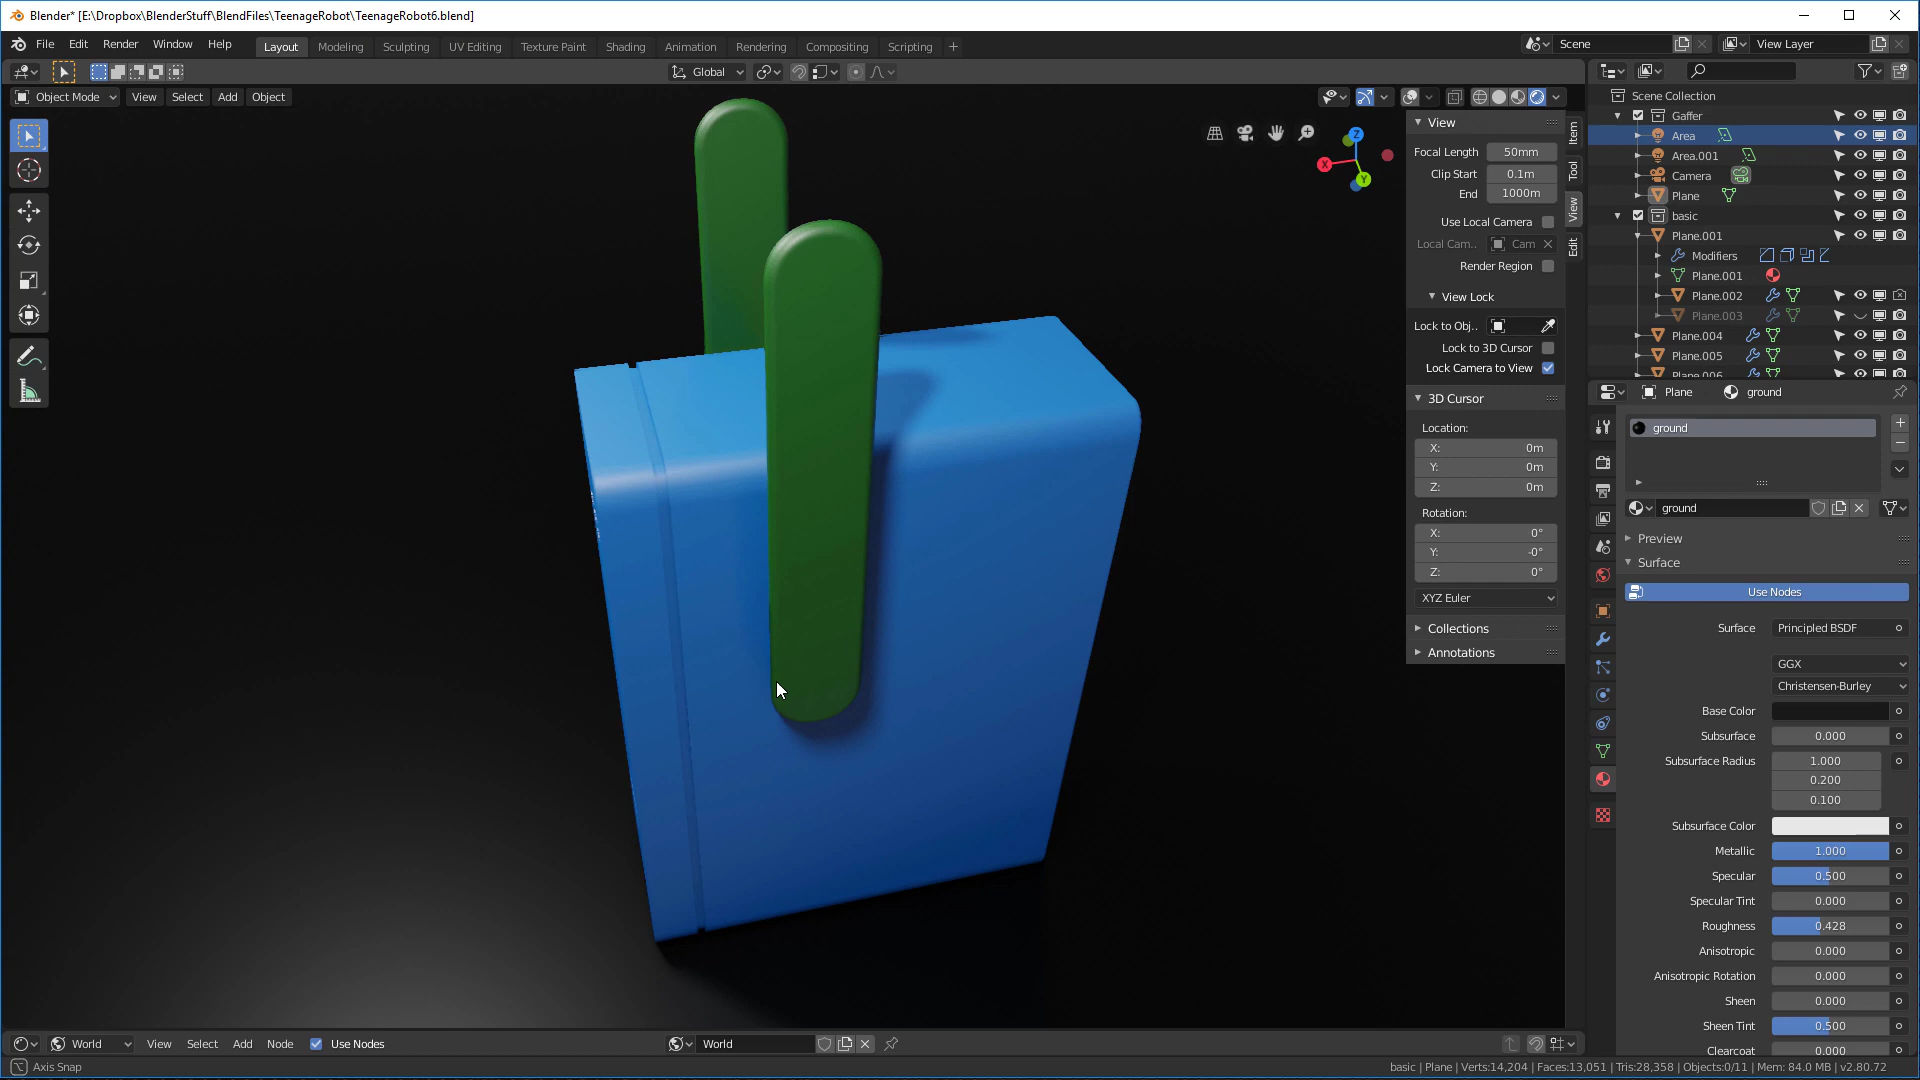 Blender* [E:\Dropbox\BlenderStuff\BlendFiles\TeenageRobot\TeenageRobot6.blend]
File Edit Render Window Help Layout Modeling Sculpting UV Editing Texture Paint Shading Animation Rendering Compositing Scripting + Scene View Layer
Global
Object Mode View Select Add Object
View
Focal Length 50mm
Clip Start 0.1m
End 1000m
Use Local Camera
Local Cam.. Cam
Render Region
View Lock
Lock to Obj..
Lock to 3D Cursor
Lock Camera to View
3D Cursor
Location:
X: 0m
Y: 0m
Z: 0m
Rotation:
X: 0°
Y: -0°
Z: 0°
XYZ Euler
Collections
Annotations
Item
Tool
View
Edit
X
Y
Z
Scene Collection
Gaffer
Area
Area.001
Camera
Plane
basic
Plane.001
Modifiers
Plane.001
Plane.002
Plane.003
Plane.004
Plane.005
Plane.006
Plane ground
ground
ground
Preview
Surface
Use Nodes
Surface Principled BSDF
GGX
Christensen-Burley
Base Color
Subsurface 0.000
Subsurface Radius 1.000
0.200
0.100
Subsurface Color
Metallic 1.000
Specular 0.500
Specular Tint 0.000
Roughness 0.428
Anisotropic 0.000
Anisotropic Rotation 0.000
Sheen 0.000
Sheen Tint 0.500
Clearcoat 0.000
World View Select Add Node Use Nodes World
Axis Snap
basic | Plane | Verts:14,204 | Faces:13,051 | Tris:28,358 | Objects:0/11 | Mem: 84.0 MB | v2.80.72